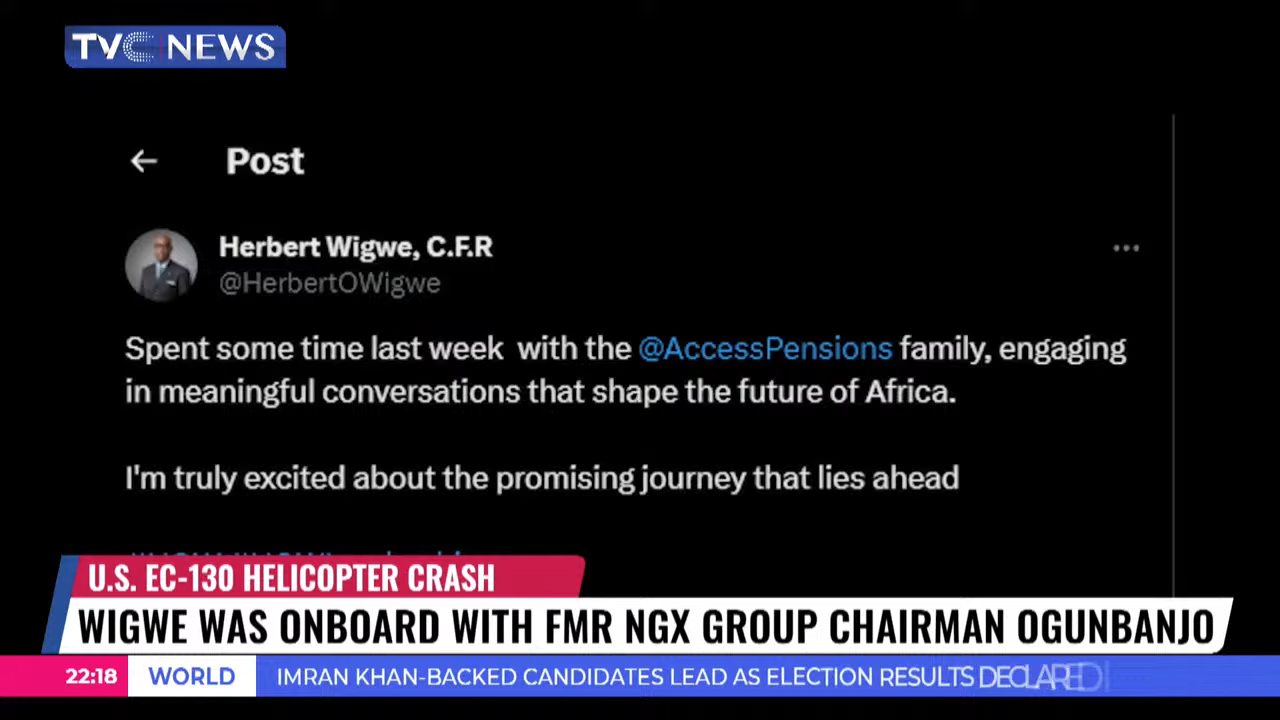 TVC NEWS
Post
Herbert Wigwe, C.F.R
@HerbertOWigwe
Spent some time last week with the @AccessPensions family, engaging
in meaningful conversations that shape the future of Africa.
I'm truly excited about the promising journey that lies ahead
U.S. EC-130 HELICOPTER CRASH
WIGWE WAS ONBOARD WITH FMR NGX GROUP CHAIRMAN OGUNBANJO
22:18 WORLD IMRAN KHAN-BACKED CANDIDATES LEAD AS ELECTION RESULTS DECLARED